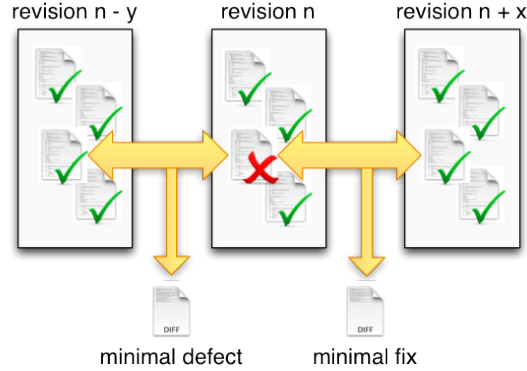 revision n - y
revision n
revision n + x
DIFF
DIFF
minimal defect
minimal fix